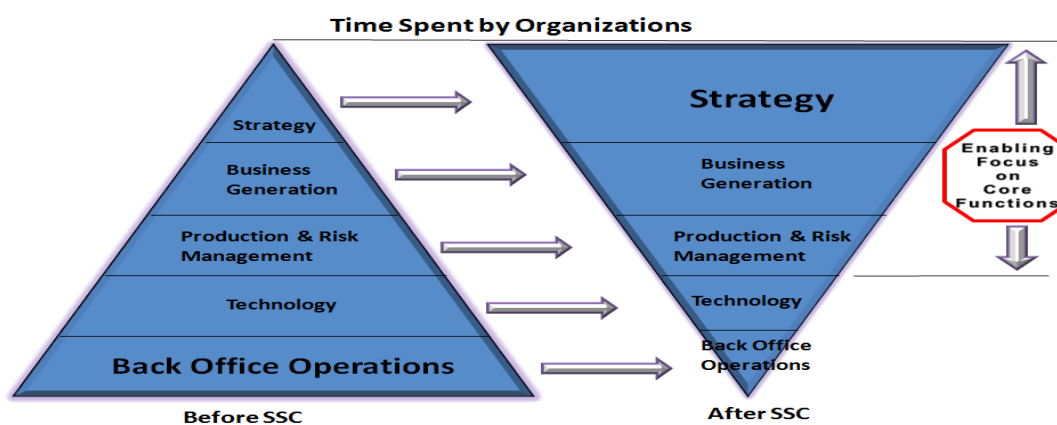 Time Spent by Organizations
Strategy
Business
Generation
Production & Risk
Management
Technology
Back Office Operations
Before SSC
Strategy
Business
Generation
Production & Risk
Management
Technology
Back Office
Operations
After SSC
Enabling
Focus
on
Core
Functions